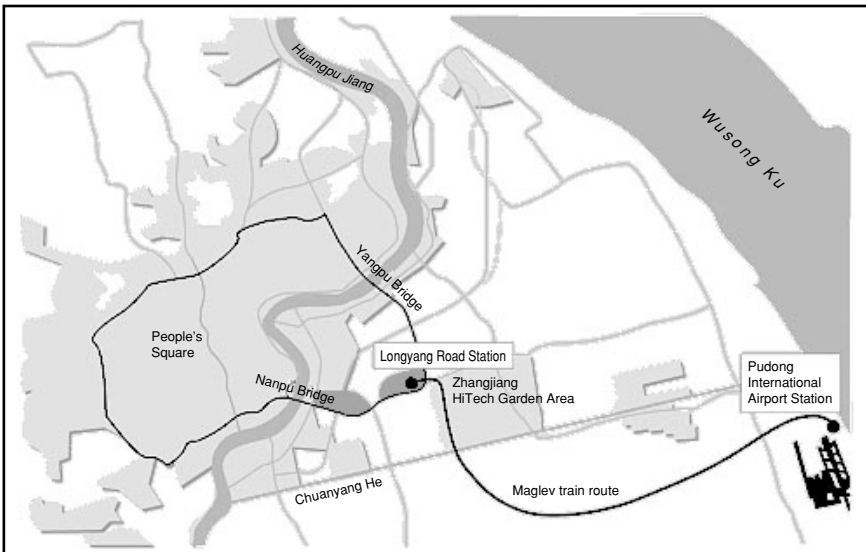 Huangpu Jiang
Wusong Ku
Yangpu Bridge
People's
Square
Longyang Road Station
Nanpu Bridge
Zhangjiang
HiTech Garden Area
Pudong
International
Airport Station
Chuanyang He
Maglev train route